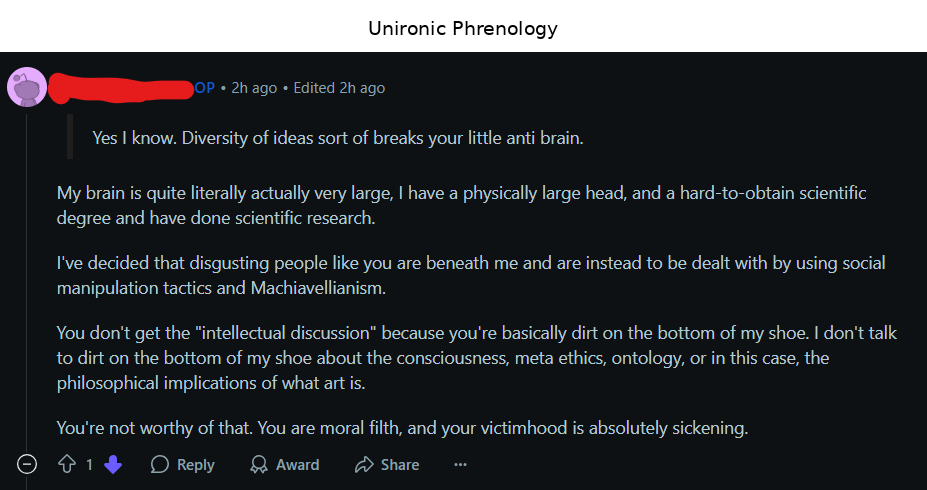 Unironic Phrenology
OP • 2h ago • Edited 2h ago
Yes I know. Diversity of ideas sort of breaks your little anti brain.
My brain is quite literally actually very large, I have a physically large head, and a hard-to-obtain scientific
degree and have done scientific research.
I've decided that disgusting people like you are beneath me and are instead to be dealt with by using social
manipulation tactics and Machiavellianism.
You don't get the "intellectual discussion" because you're basically dirt on the bottom of my shoe. I don't talk
to dirt on the bottom of my shoe about the consciousness, meta ethics, ontology, or in this case, the
philosophical implications of what art is.
You're not worthy of that. You are moral filth, and your victimhood is absolutely sickening.
1 Reply Award Share ...